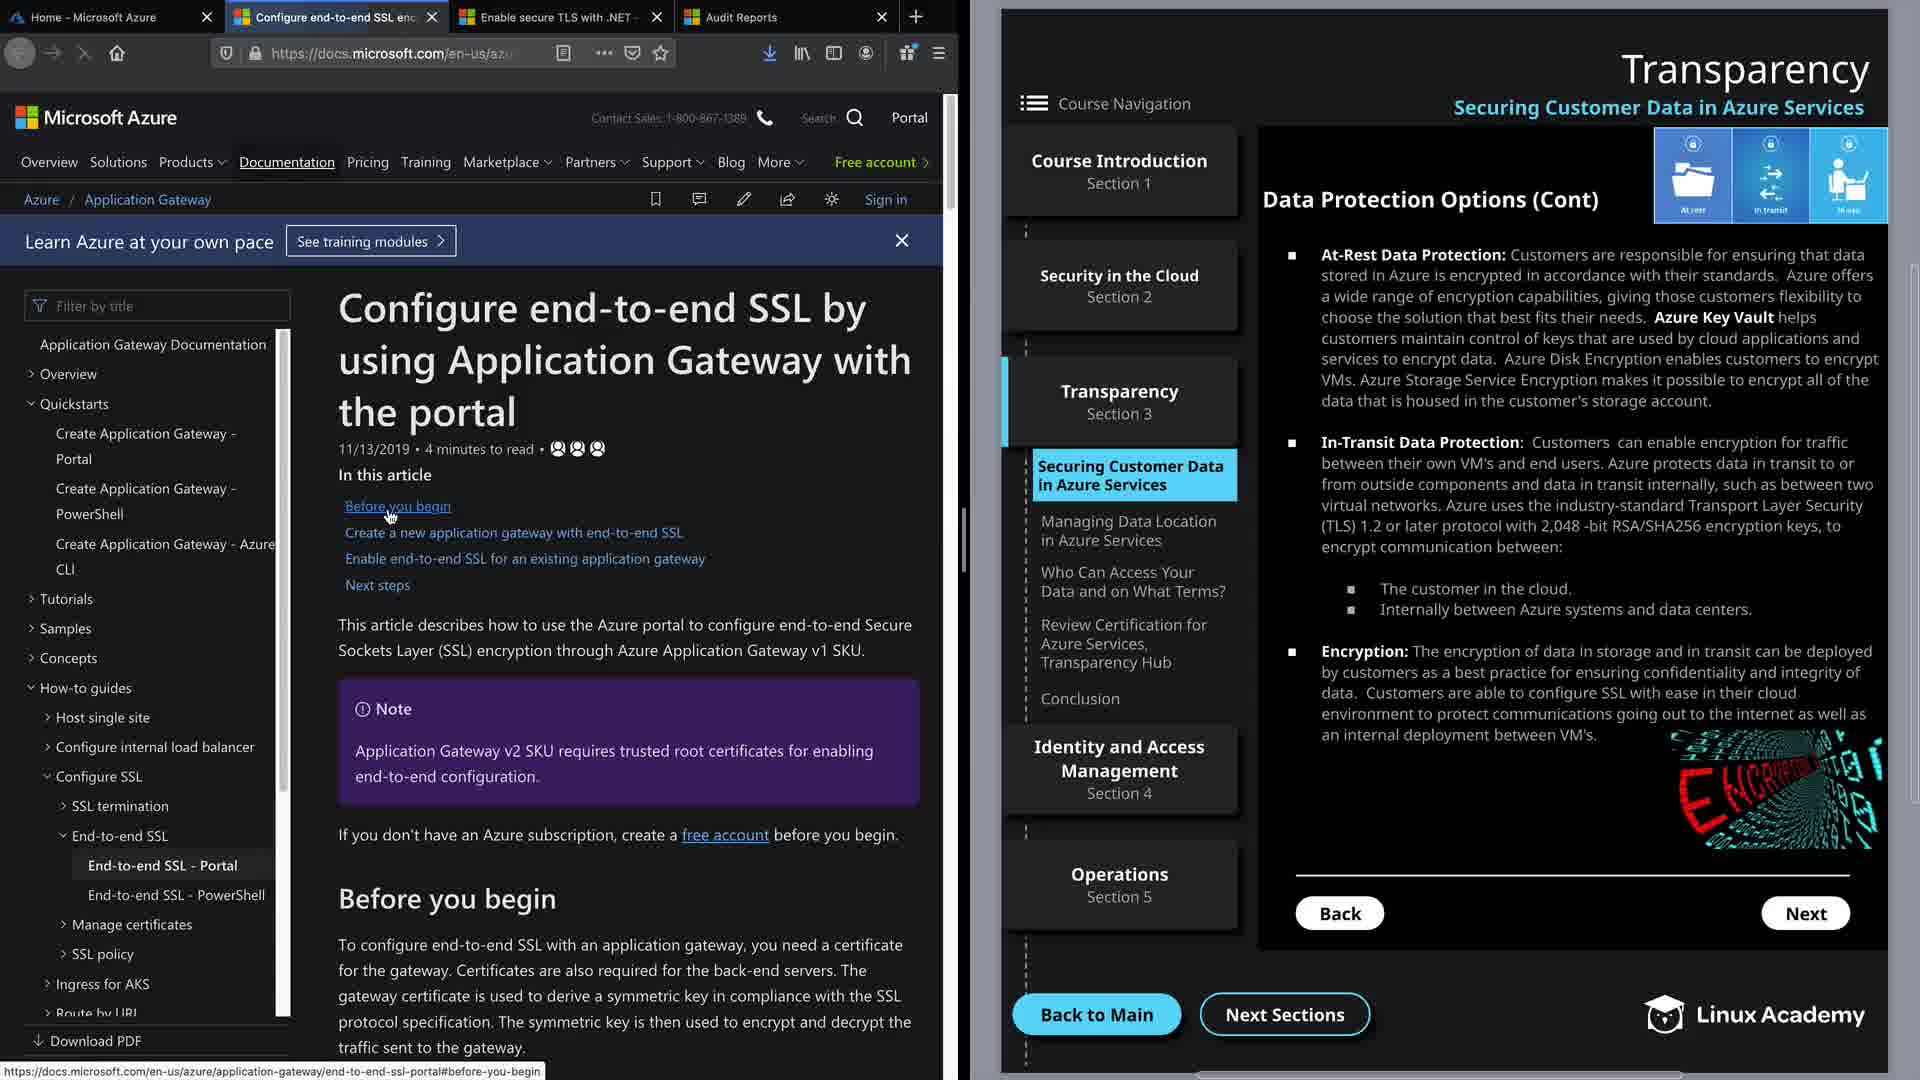 Home - Microsoft Azure
Configure end-to-end SSL enc
Enable secure TLS with .NET -
Audit Reports
https://docs.microsoft.com/en-us/azu
Microsoft Azure
Contact Sales: 1-800-867-1389
Search
Portal
Overview Solutions Products Documentation Pricing Training Marketplace Partners Support Blog More Free account
Azure / Application Gateway
Sign in
Learn Azure at your own pace
See training modules
Filter by title
Application Gateway Documentation
Overview
Quickstarts
Create Application Gateway -
Portal
Create Application Gateway -
PowerShell
Create Application Gateway - Azure
CLI
Tutorials
Samples
Concepts
How-to guides
Host single site
Configure internal load balancer
Configure SSL
SSL termination
End-to-end SSL
End-to-end SSL - Portal
End-to-end SSL - PowerShell
Manage certificates
SSL policy
Ingress for AKS
Route by URL
Download PDF
Configure end-to-end SSL by
using Application Gateway with
the portal
11/13/2019 • 4 minutes to read •
In this article
Before you begin
Create a new application gateway with end-to-end SSL
Enable end-to-end SSL for an existing application gateway
Next steps
This article describes how to use the Azure portal to configure end-to-end Secure
Sockets Layer (SSL) encryption through Azure Application Gateway v1 SKU.
Note
Application Gateway v2 SKU requires trusted root certificates for enabling
end-to-end configuration.
If you don't have an Azure subscription, create a free account before you begin.
Before you begin
To configure end-to-end SSL with an application gateway, you need a certificate
for the gateway. Certificates are also required for the back-end servers. The
gateway certificate is used to derive a symmetric key in compliance with the SSL
protocol specification. The symmetric key is then used to encrypt and decrypt the
traffic sent to the gateway.
https://docs.microsoft.com/en-us/azure/application-gateway/end-to-end-ssl-portal#before-you-begin
Transparency
Securing Customer Data in Azure Services
Course Navigation
Course Introduction
Section 1
Security in the Cloud
Section 2
Transparency
Section 3
Securing Customer Data
in Azure Services
Managing Data Location
in Azure Services
Who Can Access Your
Data and on What Terms?
Review Certification for
Azure Services,
Transparency Hub
Conclusion
Identity and Access
Management
Section 4
Operations
Section 5
Data Protection Options (Cont)
At rest
In transit
In use
At-Rest Data Protection: Customers are responsible for ensuring that data
stored in Azure is encrypted in accordance with their standards. Azure offers
a wide range of encryption capabilities, giving those customers flexibility to
choose the solution that best fits their needs. Azure Key Vault helps
customers maintain control of keys that are used by cloud applications and
services to encrypt data. Azure Disk Encryption enables customers to encrypt
VMs. Azure Storage Service Encryption makes it possible to encrypt all of the
data that is housed in the customer's storage account.
In-Transit Data Protection: Customers can enable encryption for traffic
between their own VM's and end users. Azure protects data in transit to or
from outside components and data in transit internally, such as between two
virtual networks. Azure uses the industry-standard Transport Layer Security
(TLS) 1.2 or later protocol with 2,048 -bit RSA/SHA256 encryption keys, to
encrypt communication between:
The customer in the cloud.
Internally between Azure systems and data centers.
Encryption: The encryption of data in storage and in transit can be deployed
by customers as a best practice for ensuring confidentiality and integrity of
data. Customers are able to configure SSL with ease in their cloud
environment to protect communications going out to the internet as well as
an internal deployment between VM's.
ENCRYPTION
Back
Next
Back to Main
Next Sections
Linux Academy